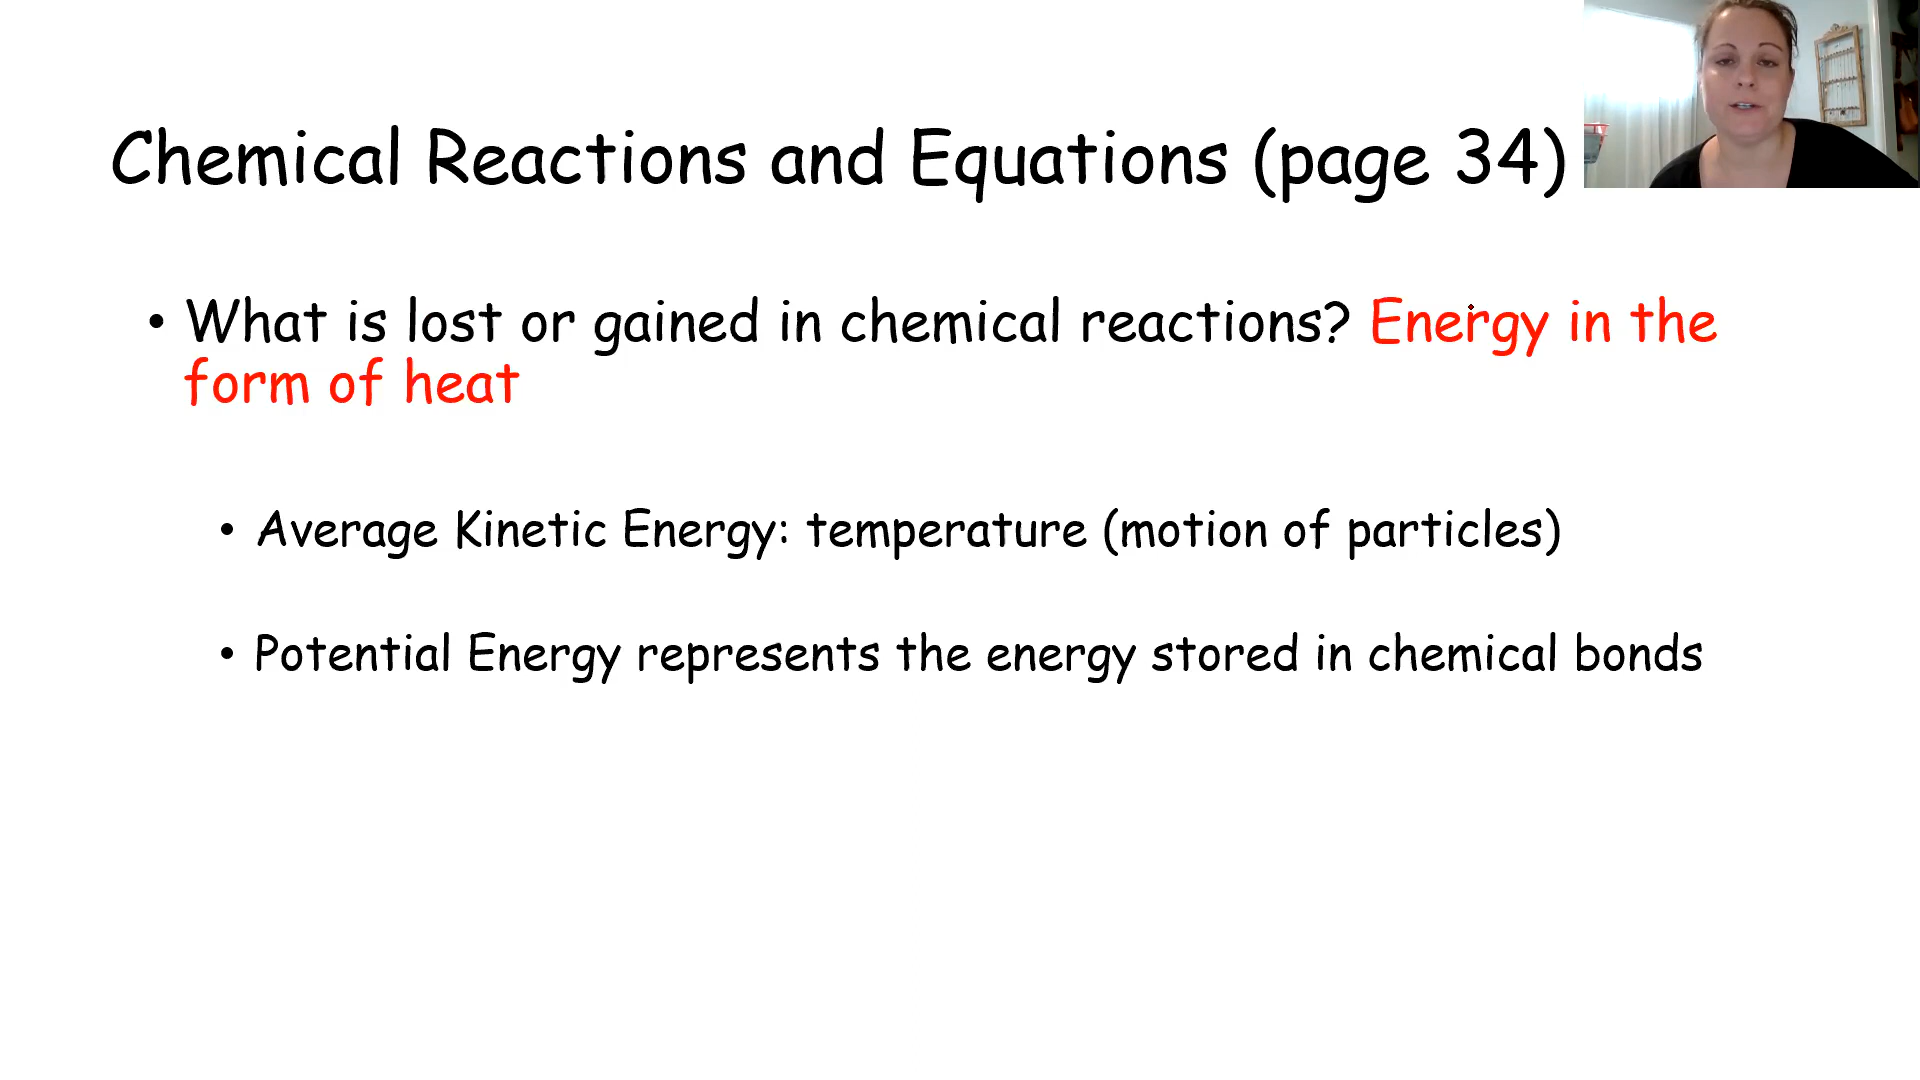 Chemical Reactions and Equations (page 34)
• What is lost or gained in chemical reactions? Energy in the
form of heat
• Average Kinetic Energy: temperature (motion of particles)
• Potential Energy represents the energy stored in chemical bonds